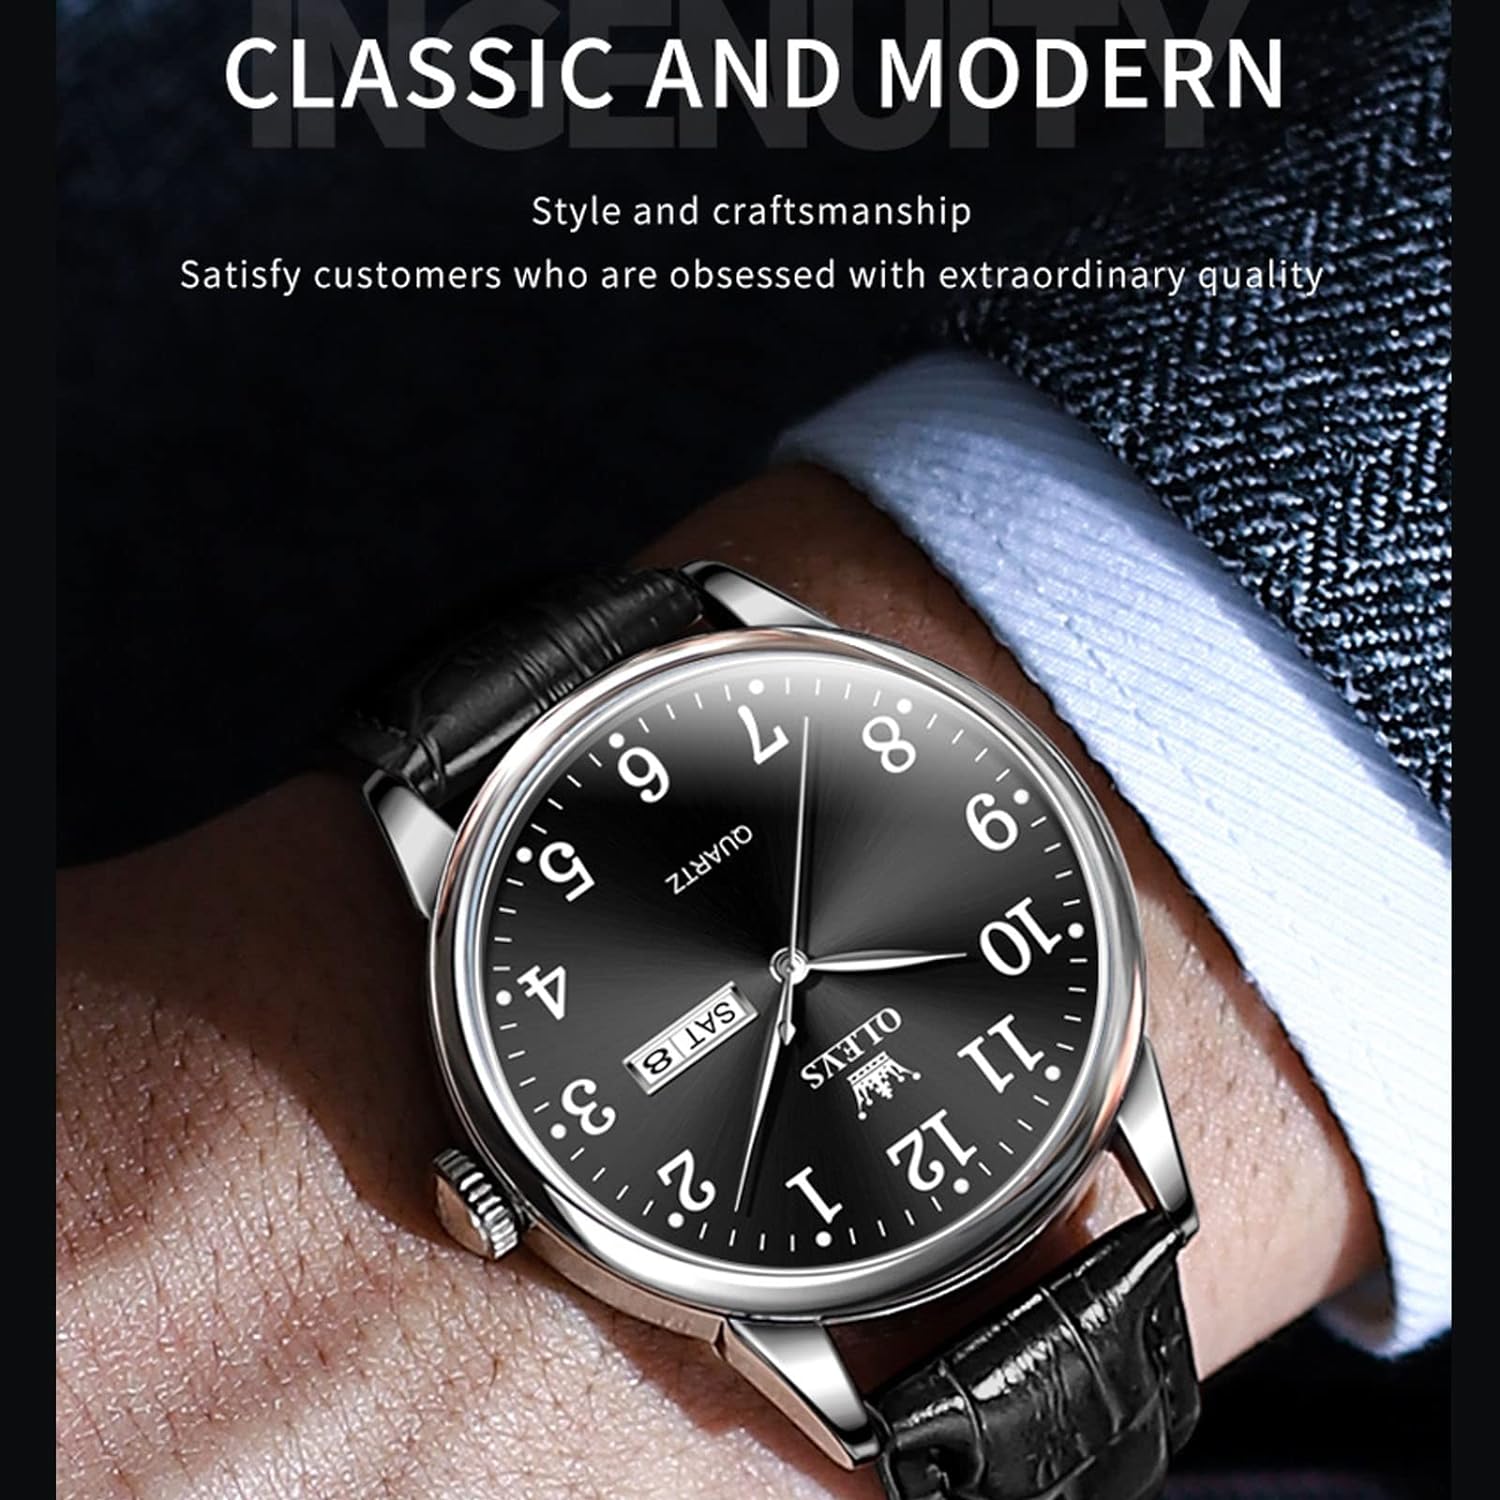 INGENUITY
CLASSIC AND MODERN
Style and craftsmanship
Satisfy customers who are obsessed with extraordinary quality
12
1
2
3
4
5
6
7
8
9
10
11
OLEVS
SAT 8
QUARTZ